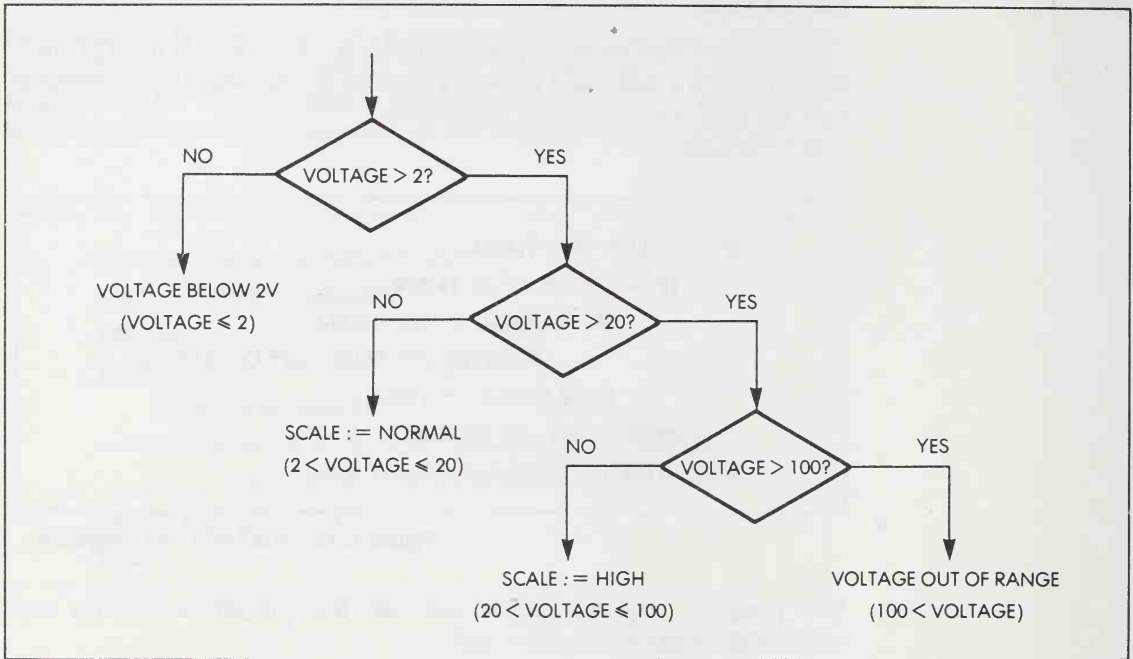 NO
YES
VOLTAGE > 2?
VOLTAGE BELOW 2V
(VOLTAGE ⩽ 2)
NO
YES
VOLTAGE > 20?
SCALE : = NORMAL
(2 < VOLTAGE ⩽ 20)
NO
YES
VOLTAGE > 100?
SCALE : = HIGH
(20 < VOLTAGE ⩽ 100)
VOLTAGE OUT OF RANGE
(100 < VOLTAGE)